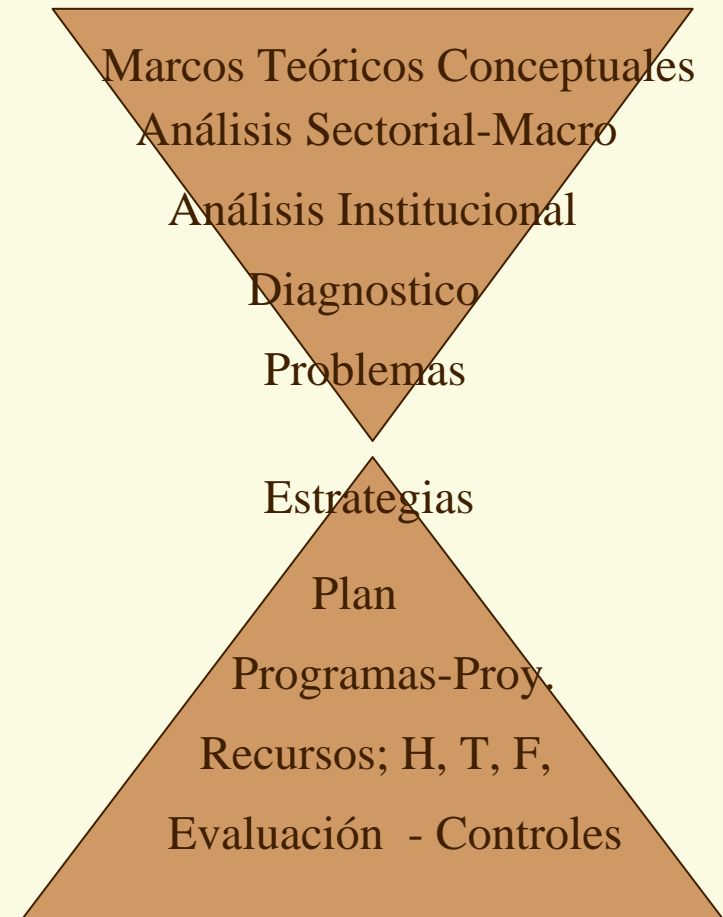 Marcos Teóricos Conceptuales
Análisis Sectorial-Macro
Análisis Institucional
Diagnostico
Problemas
Estrategias
Plan
Programas-Proy.
Recursos; H, T, F,
Evaluación - Controles